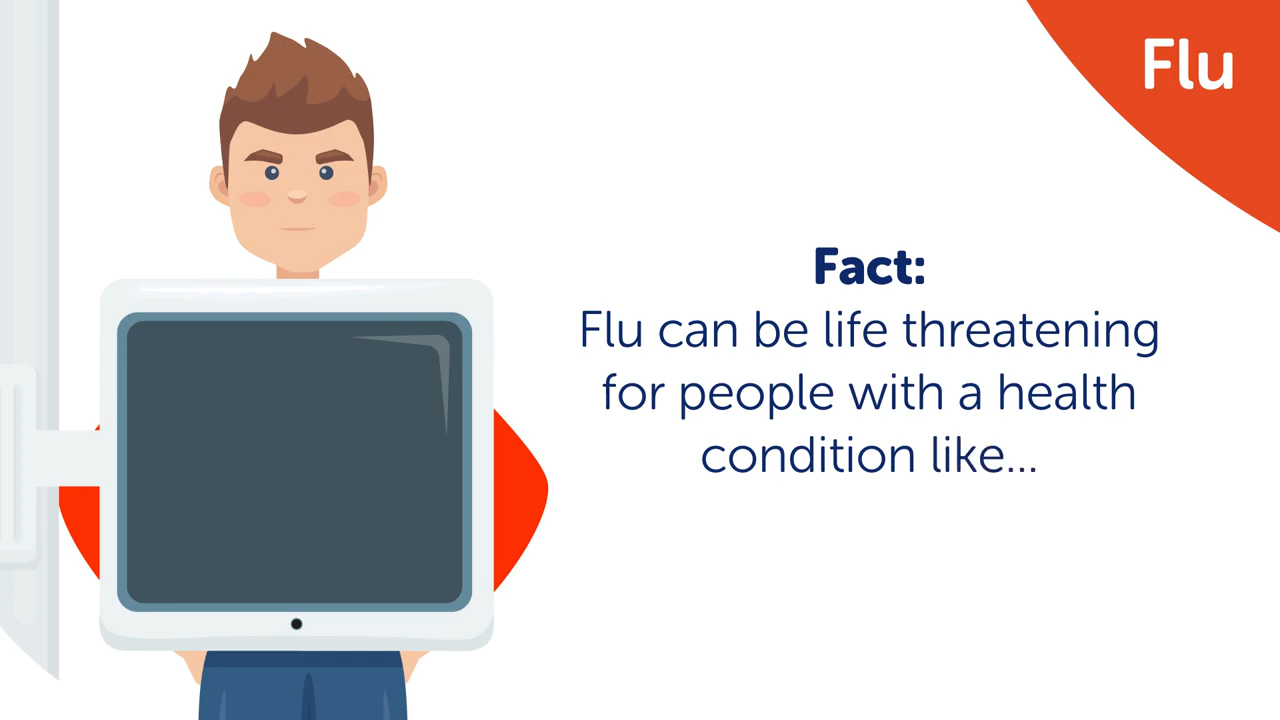 Flu
Fact:
Flu can be life threatening
for people with a health
condition like...